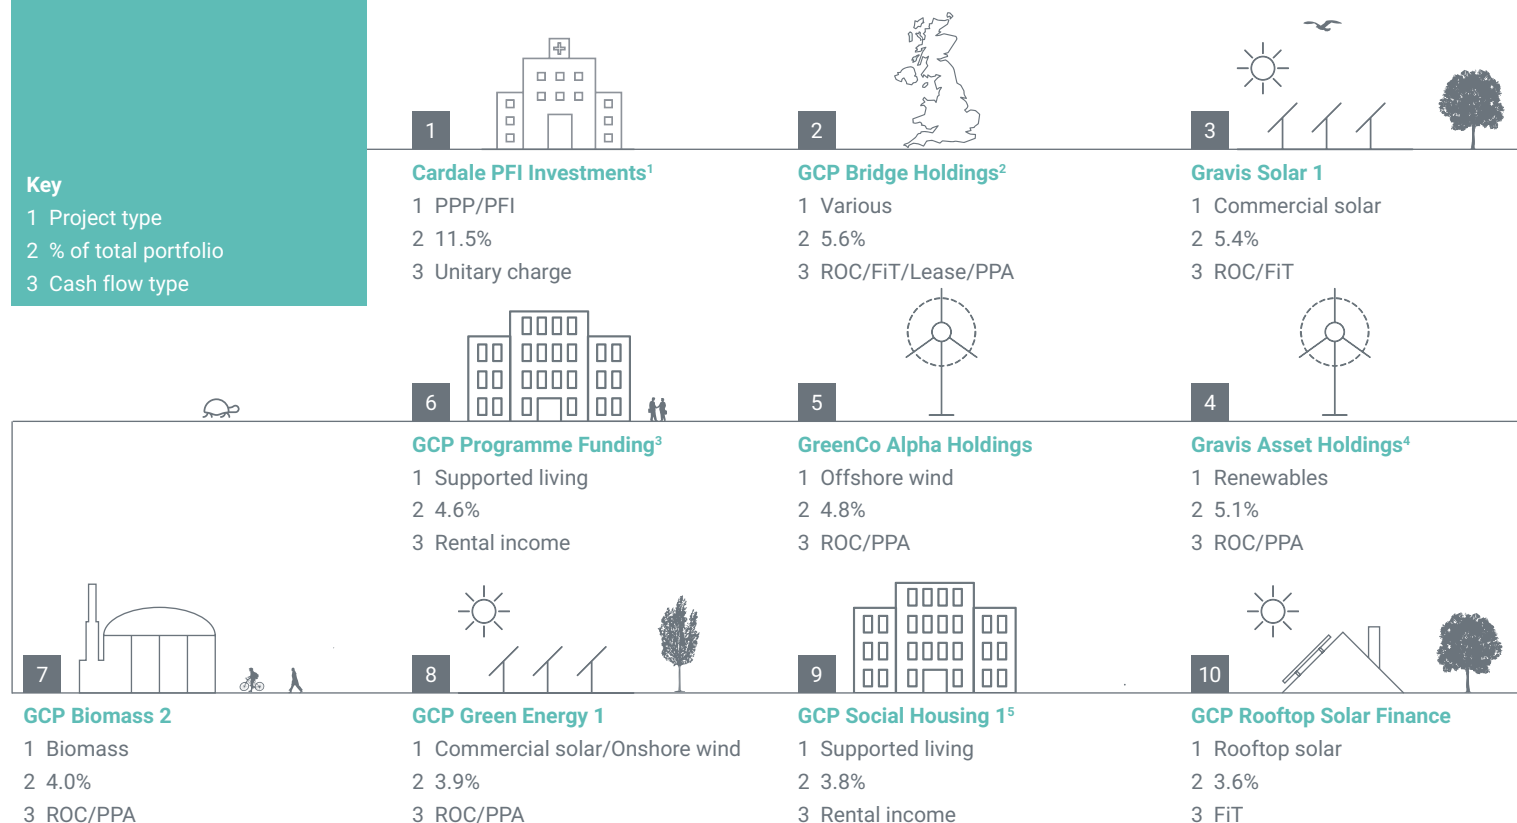 Key
1 Project type
2 % of total portfolio
3 Cash flow type
1
Cardale PFI Investments¹
1 PPP/PFI
2 11.5%
3 Unitary charge
2
GCP Bridge Holdings²
1 Various
2 5.6%
3 ROC/FiT/Lease/PPA
3
Gravis Solar 1
1 Commercial solar
2 5.4%
3 ROC/FiT
4
Gravis Asset Holdings⁴
1 Renewables
2 5.1%
3 ROC/PPA
5
GreenCo Alpha Holdings
1 Offshore wind
2 4.8%
3 ROC/PPA
6
GCP Programme Funding³
1 Supported living
2 4.6%
3 Rental income
7
GCP Biomass 2
1 Biomass
2 4.0%
3 ROC/PPA
8
GCP Green Energy 1
1 Commercial solar/Onshore wind
2 3.9%
3 ROC/PPA
9
GCP Social Housing 1⁵
1 Supported living
2 3.8%
3 Rental income
10
GCP Rooftop Solar Finance
1 Rooftop solar
2 3.6%
3 FiT